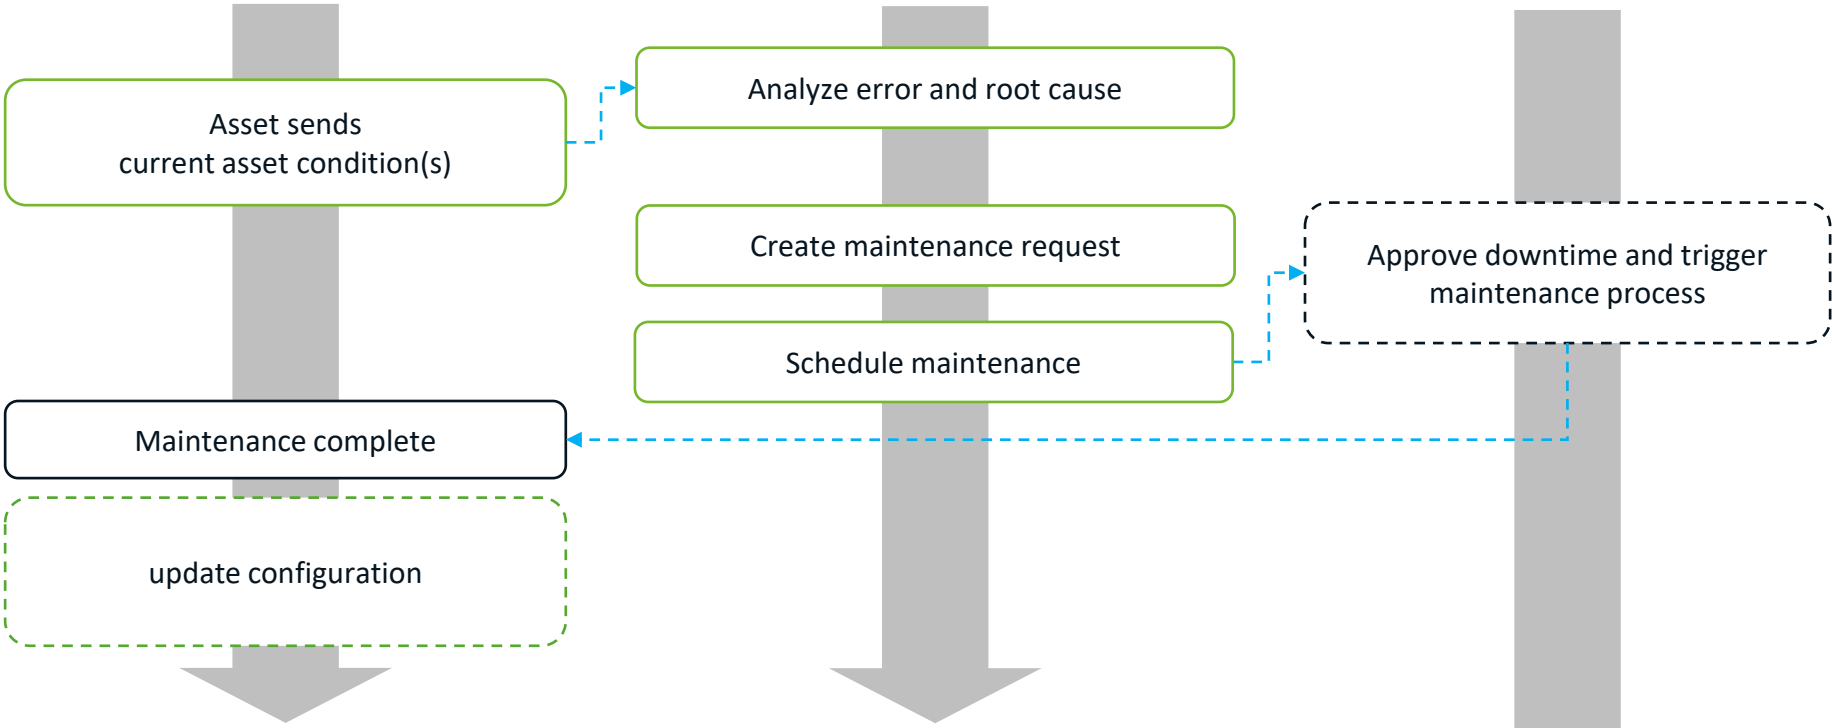 Asset sends
current asset condition(s)
Analyze error and root cause
Create maintenance request
Schedule maintenance
Approve downtime and trigger
maintenance process
Maintenance complete
update configuration